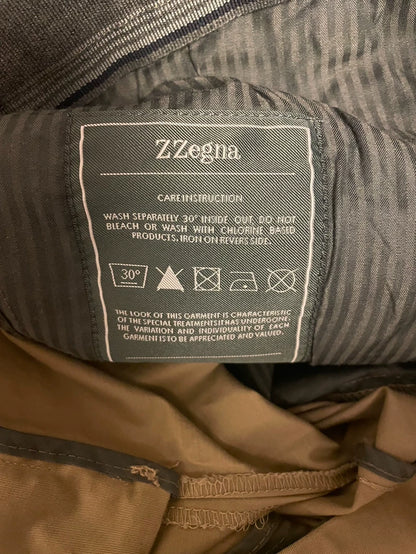 ZZegna
CARE INSTRUCTION
WASH SEPARATELY 30° INSIDE OUT. DO NOT
BLEACH OR WASH WITH CHLORINE BASED
PRODUCTS. IRON ON REVERS SIDE.
30°
THE LOOK OF THIS GARMENT IS CHARACTERISTIC
OF THE SPECIAL TREATMENTS IT HAS UNDERGONE.
THE VARIATION AND INDIVIDUALITY OF EACH
GARMENT IS TO BE APPRECIATED AND VALUED.